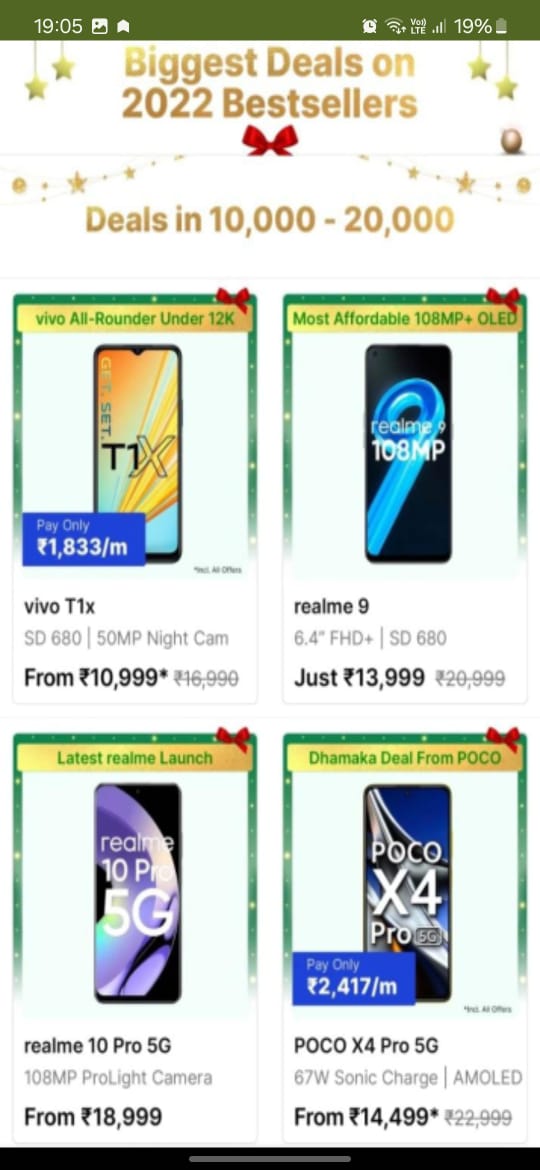 19:05
Vo)) LTE 19%
Biggest Deals on
2022 Bestsellers
Deals in 10,000 - 20,000
vivo All-Rounder Under 12K
GET. SET.
T1X
Pay Only
₹1,833/m
*Incl. All Offers
vivo T1x
SD 680 | 50MP Night Cam
From ₹10,999* ₹16,990
Most Affordable 108MP+ OLED
realme 9
108MP
realme 9
6.4" FHD+ | SD 680
Just ₹13,999 ₹20,999
Latest realme Launch
realme
10 Pro
5G
realme 10 Pro 5G
108MP ProLight Camera
From ₹18,999
Dhamaka Deal From POCO
POCO
X4
Pro 5G
Pay Only
₹2,417/m
*Incl. All Offers
POCO X4 Pro 5G
67W Sonic Charge | AMOLED
From ₹14,499* ₹22,999